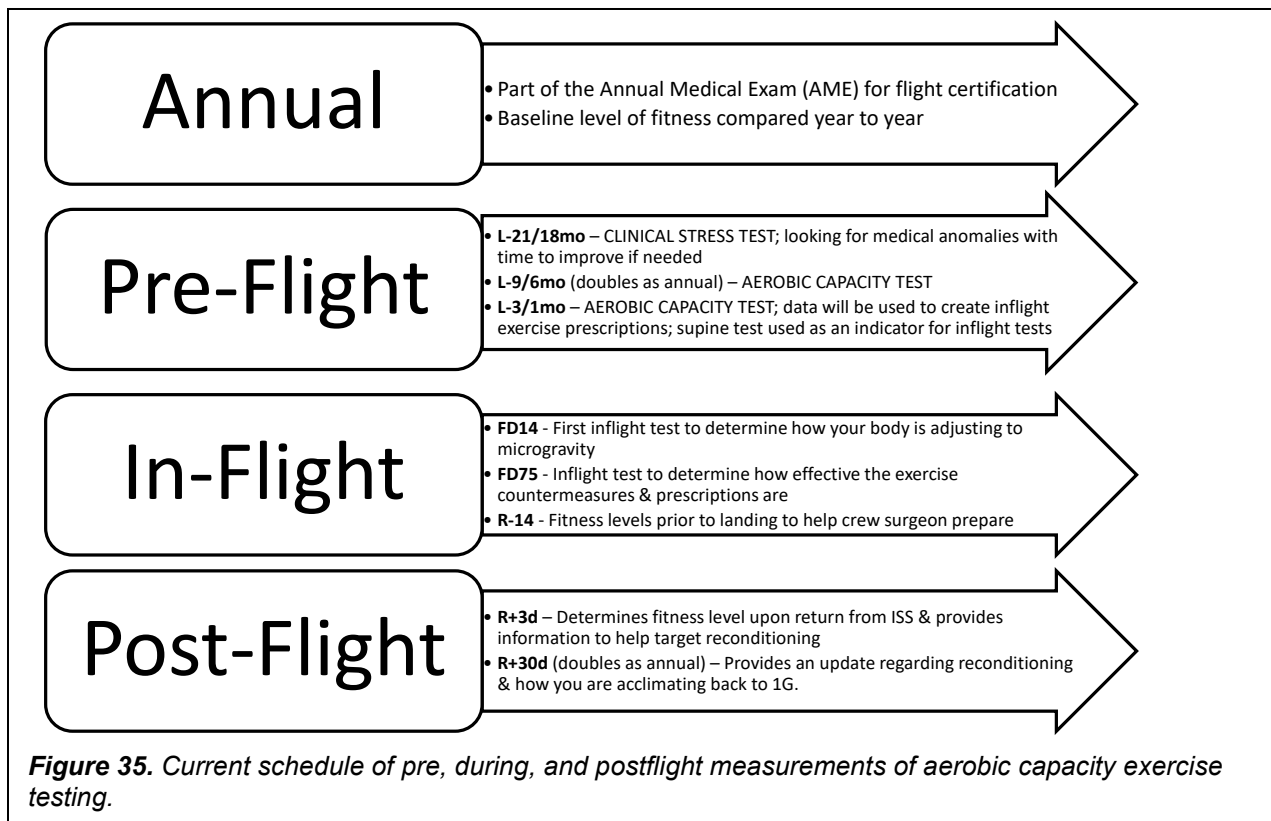 Annual
• Part of the Annual Medical Exam (AME) for flight certification
• Baseline level of fitness compared year to year
Pre-Flight
• L-21/18mo – CLINICAL STRESS TEST; looking for medical anomalies with
time to improve if needed
• L-9/6mo (doubles as annual) – AEROBIC CAPACITY TEST
• L-3/1mo – AEROBIC CAPACITY TEST; data will be used to create inflight
exercise prescriptions; supine test used as an indicator for inflight tests
In-Flight
• FD14 - First inflight test to determine how your body is adjusting to
microgravity
• FD75 - Inflight test to determine how effective the exercise
countermeasures & prescriptions are
• R-14 - Fitness levels prior to landing to help crew surgeon prepare
Post-Flight
• R+3d – Determines fitness level upon return from ISS & provides
information to help target reconditioning
• R+30d (doubles as annual) – Provides an update regarding reconditioning
& how you are acclimating back to 1G.
Figure 35. Current schedule of pre, during, and postflight measurements of aerobic capacity exercise
testing.